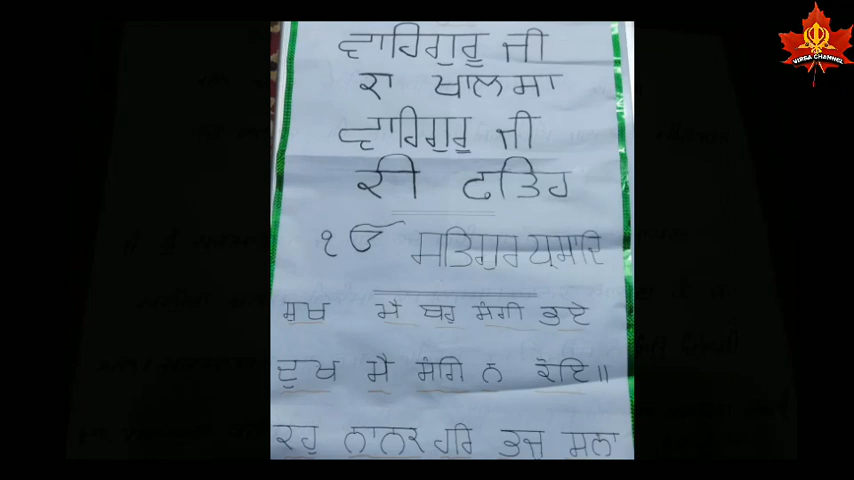 ਵਾਹਿਗੁਰੂ ਜੀ
ਕਾ ਖਾਲਸਾ
ਵਾਹਿਗੁਰੂ ਜੀ
ਕੀ ਫਤਿਹ
ੴ ਸਤਿਗੁਰ ਪ੍ਰਸਾਦਿ
ਸੁਖ ਮੈ ਬਹੁ ਸੰਗੀ ਭਏ
ਦੁਖ ਮੈ ਸੰਗਿ ਨ ਕੋਇ॥
ਕਹੁ ਨਾਨਕ ਹਰਿ ਭਜੁ ਮਨਾ
VIRSA CHANNEL